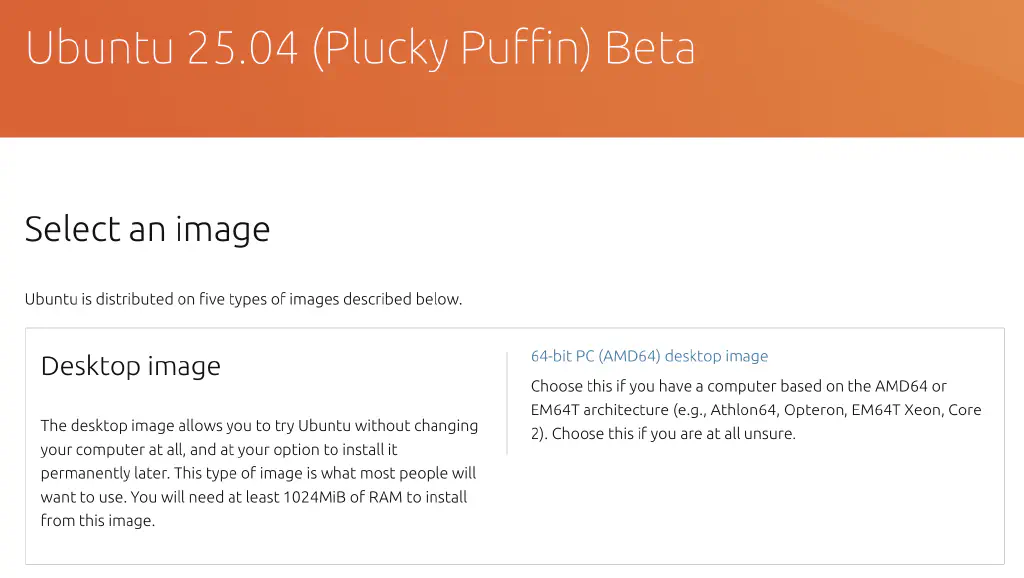 Ubuntu 25.04 (Plucky Puffin) Beta
Select an image
Ubuntu is distributed on five types of images described below.
Desktop image
The desktop image allows you to try Ubuntu without changing
your computer at all, and at your option to install it
permanently later. This type of image is what most people will
want to use. You will need at least 1024MiB of RAM to install
from this image.
64-bit PC (AMD64) desktop image
Choose this if you have a computer based on the AMD64 or
EM64T architecture (e.g., Athlon64, Opteron, EM64T Xeon, Core
2). Choose this if you are at all unsure.